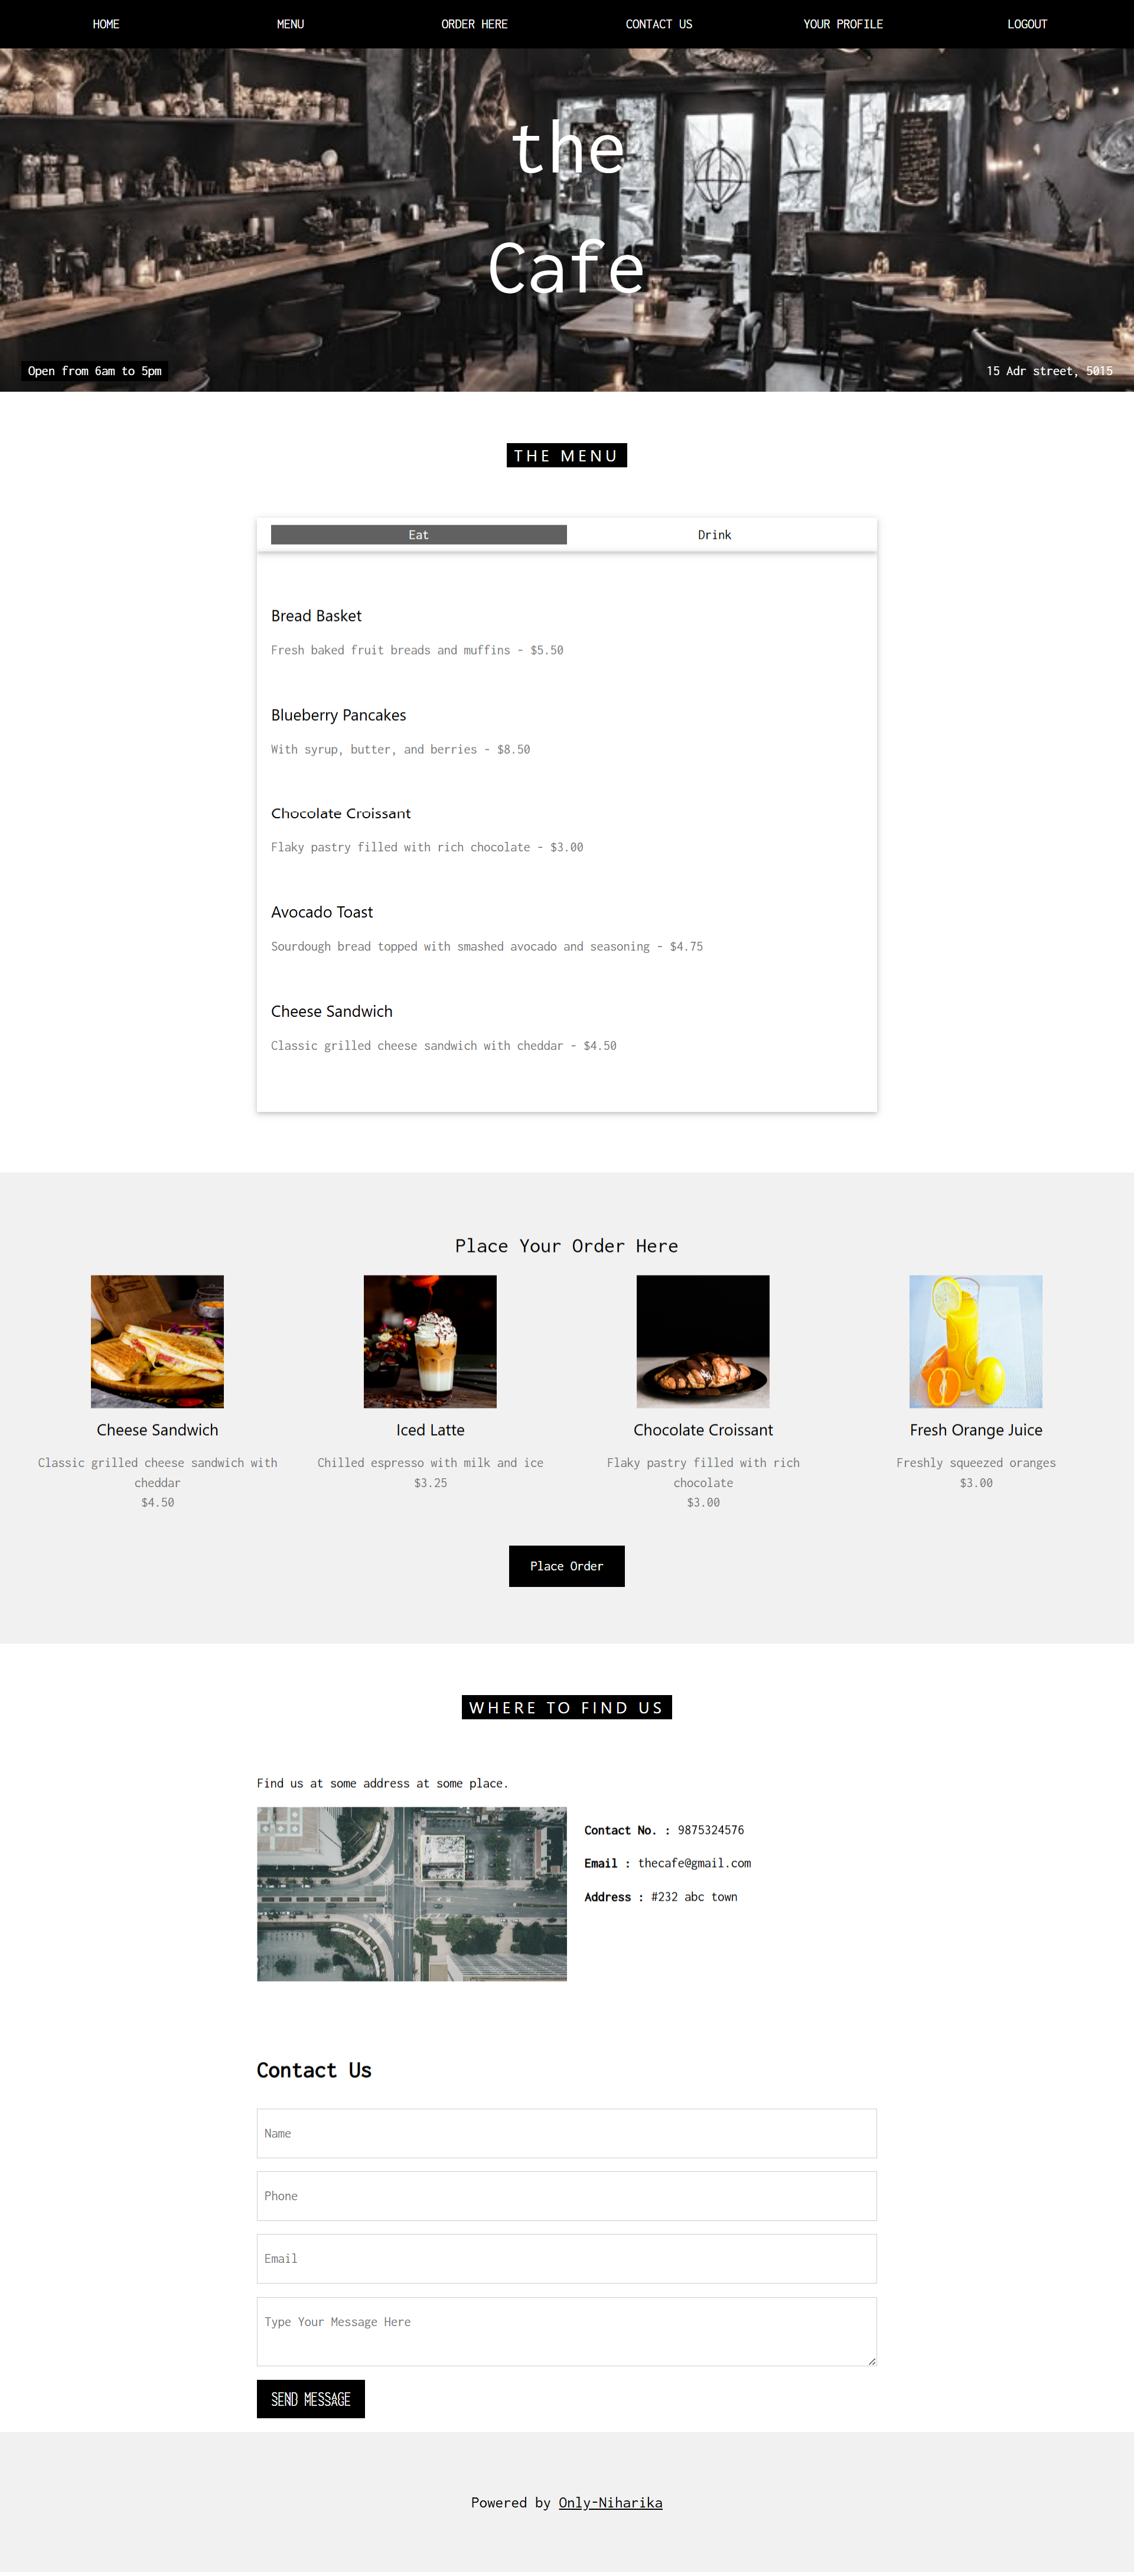 HOME MENU ORDER HERE CONTACT US YOUR PROFILE LOGOUT
the
Cafe
Open from 6am to 5pm 15 Adr street, 5015
THE MENU
Eat Drink
Bread Basket
Fresh baked fruit breads and muffins - $5.50
Blueberry Pancakes
With syrup, butter, and berries - $8.50
Chocolate Croissant
Flaky pastry filled with rich chocolate - $3.00
Avocado Toast
Sourdough bread topped with smashed avocado and seasoning - $4.75
Cheese Sandwich
Classic grilled cheese sandwich with cheddar - $4.50
Place Your Order Here
Cheese Sandwich
Classic grilled cheese sandwich with
cheddar
$4.50
Iced Latte
Chilled espresso with milk and ice
$3.25
Chocolate Croissant
Flaky pastry filled with rich
chocolate
$3.00
Fresh Orange Juice
Freshly squeezed oranges
$3.00
Place Order
WHERE TO FIND US
Find us at some address at some place.
Contact No. : 9875324576
Email : thecafe@gmail.com
Address : #232 abc town
Contact Us
Name
Phone
Email
Type Your Message Here
SEND MESSAGE
Powered by Only-Niharika